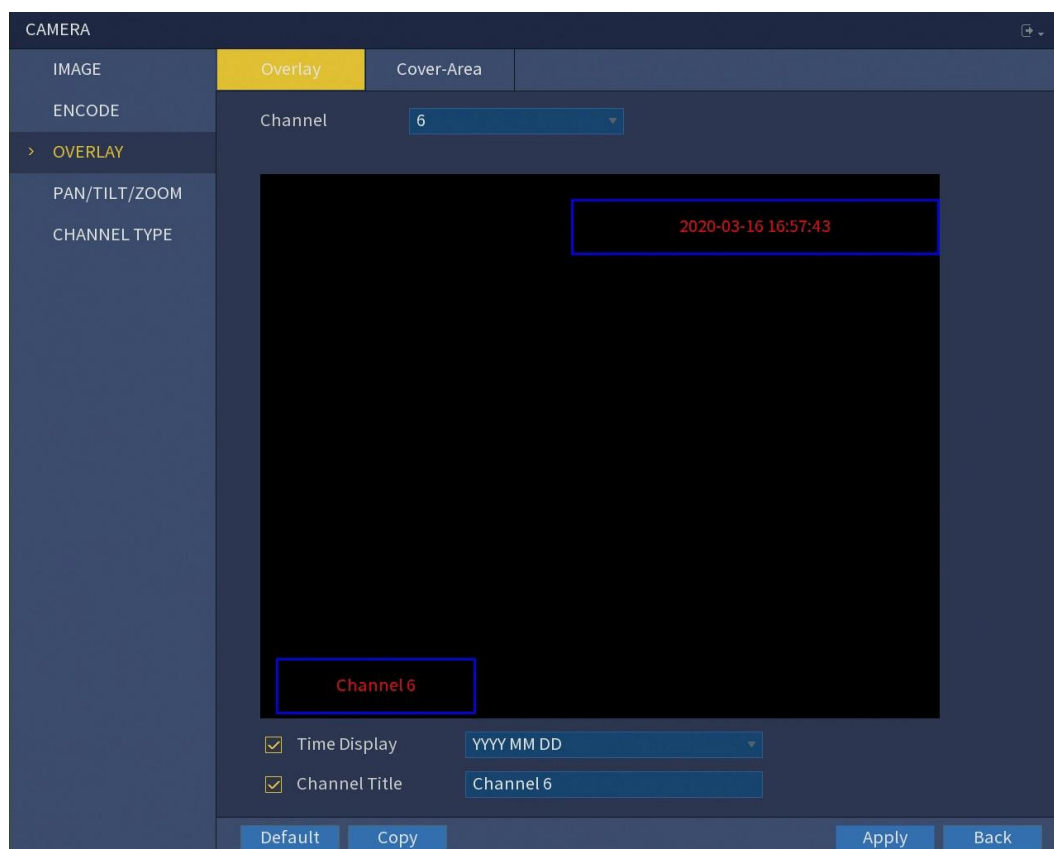 CAMERA
IMAGE
ENCODE
> OVERLAY
PAN/TILT/ZOOM
CHANNEL TYPE
Overlay Cover-Area
Channel 6
2020-03-16 16:57:43
Channel 6
Time Display YYYY MM DD
Channel Title Channel 6
Default Copy Apply Back